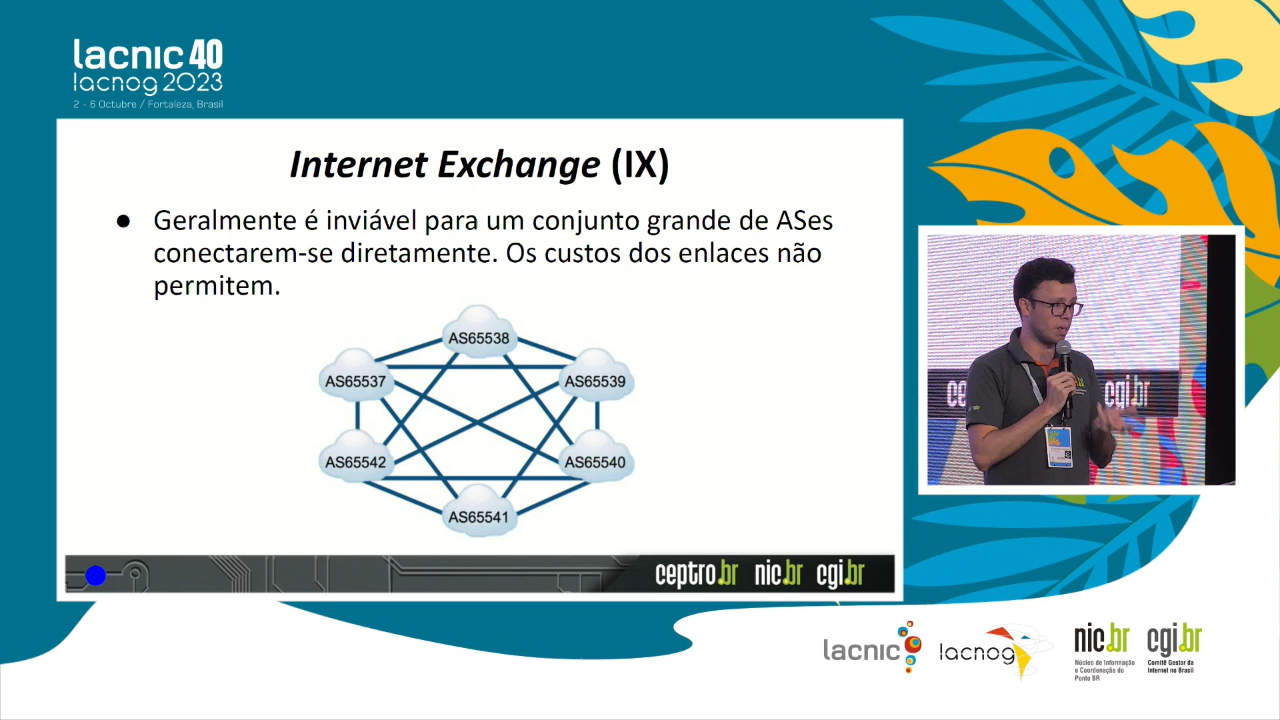 lacnic 40
lacnog 2023
2 - 6 Octubre / Fortaleza, Brasil
Internet Exchange (IX)
● Geralmente é inviável para um conjunto grande de ASes
conectarem-se diretamente. Os custos dos enlaces não
permitem.
AS65538
AS65537
AS65539
AS65542
AS65540
AS65541
ceptro.br nic.br cgi.br
cgi.br
lacnic
lacnog
nic.br
Núcleo de Informação
e Coordenação do
Ponto BR
cgi.br
Comitê Gestor da
Internet no Brasil